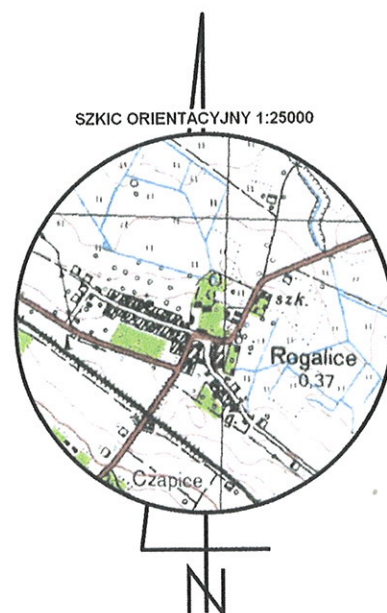 SZKIC ORIENTACYJNY 1:25000
szk.
Rogalice
0,37
Czapice
N